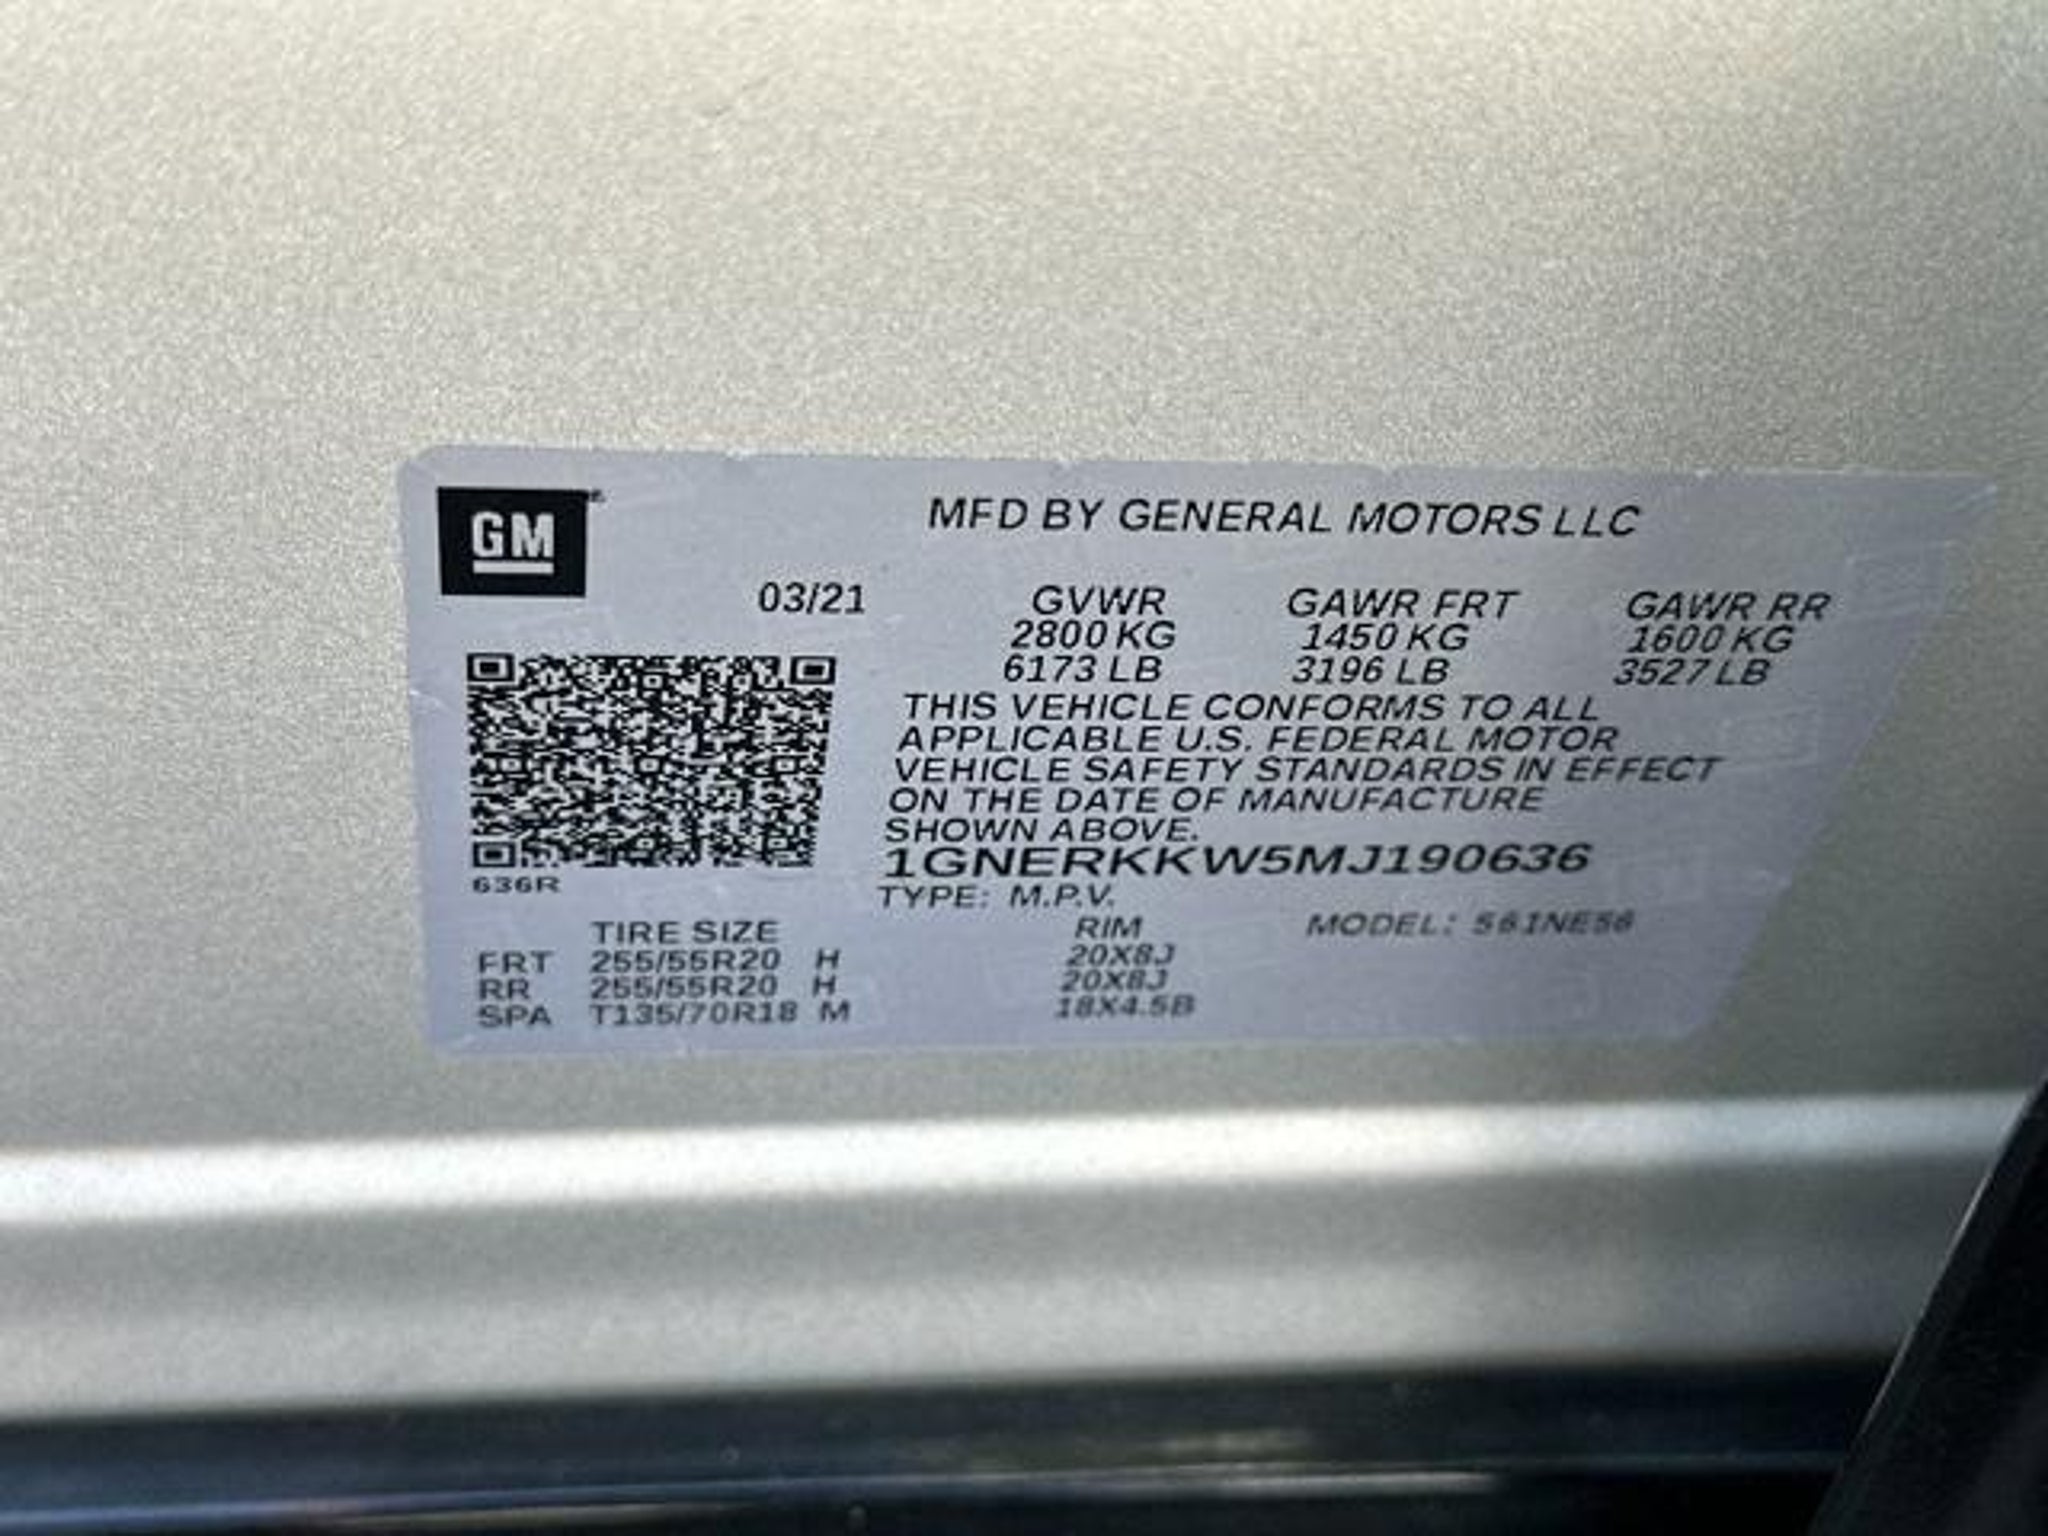 GM
MFD BY GENERAL MOTORS LLC
03/21 GVWR GAWR FRT GAWR RR
2800 KG 1450 KG 1600 KG
6173 LB 3196 LB 3527 LB
THIS VEHICLE CONFORMS TO ALL
APPLICABLE U.S. FEDERAL MOTOR
VEHICLE SAFETY STANDARDS IN EFFECT
ON THE DATE OF MANUFACTURE
SHOWN ABOVE.
1GNERKKW5MJ190636
636R
TYPE: M.P.V.
TIRE SIZE RIM MODEL: 561NE56
FRT 255/55R20 H 20X8J
RR 255/55R20 H 20X8J
SPA T135/70R18 M 18X4.5B